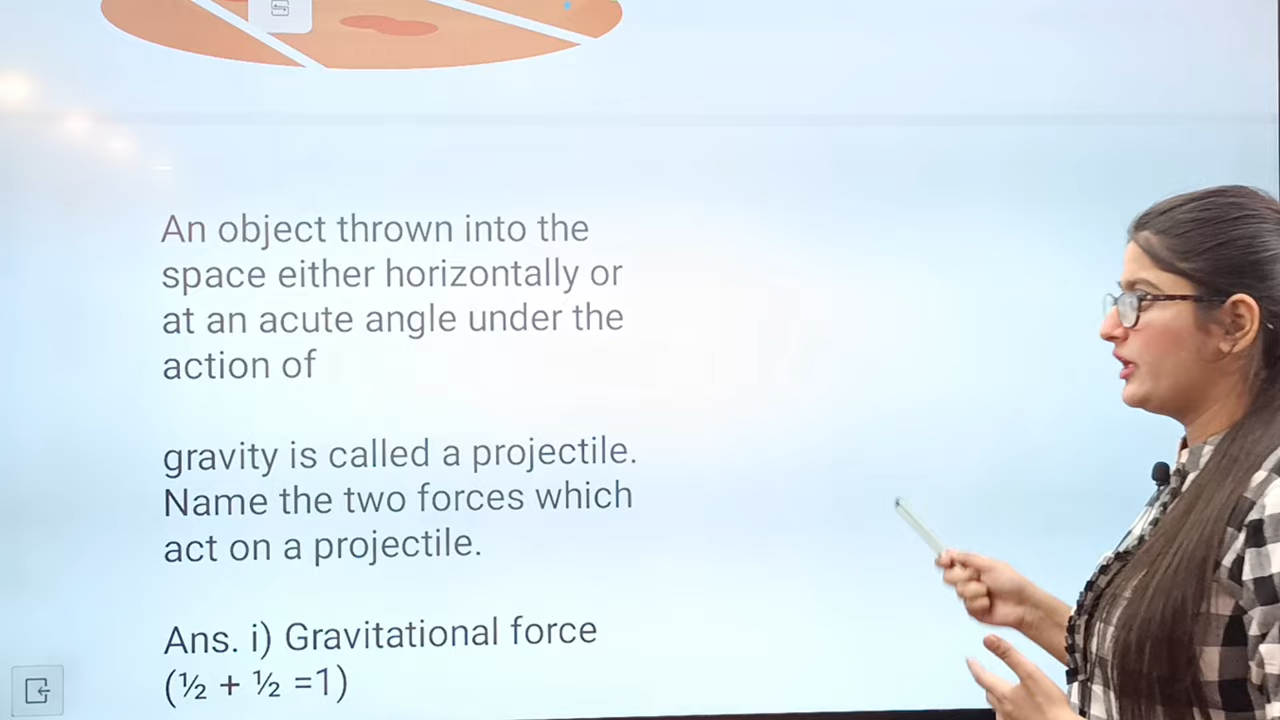 An object thrown into the
space either horizontally or
at an acute angle under the
action of
gravity is called a projectile.
Name the two forces which
act on a projectile.
Ans. i) Gravitational force
(½ + ½ =1)